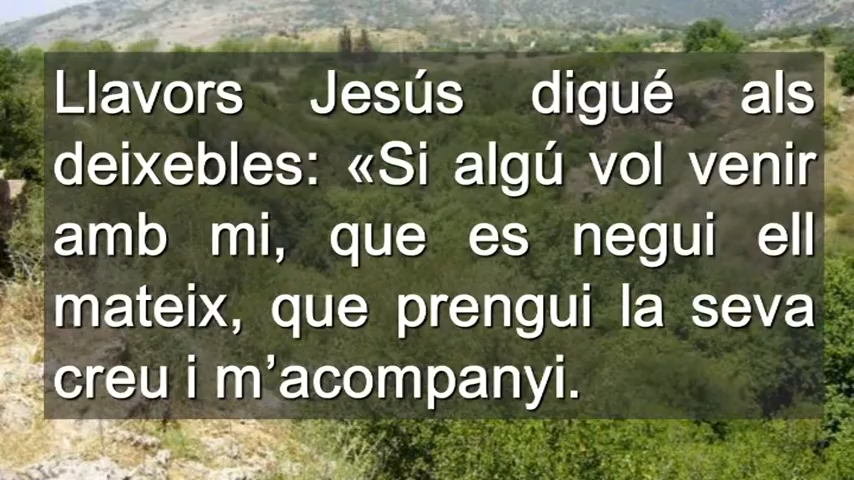 Llavors Jesús digué als
deixebles: «Si algú vol venir
amb mi, que es negui ell
mateix, que prengui la seva
creu i m’acompanyi.